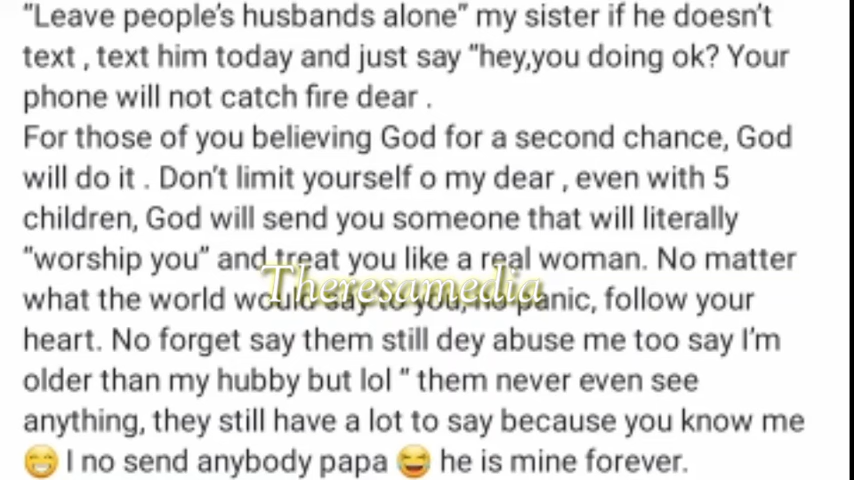 “Leave people’s husbands alone” my sister if he doesn’t
text , text him today and just say “hey,you doing ok? Your
phone will not catch fire dear .
For those of you believing God for a second chance, God
will do it . Don’t limit yourself o my dear , even with 5
children, God will send you someone that will literally
“worship you” and treat you like a real woman. No matter
what the world would say to you, no panic, follow your
heart. No forget say them still dey abuse me too say I’m
older than my hubby but lol ” them never even see
anything, they still have a lot to say because you know me
😁 I no send anybody papa 😂 he is mine forever.
Theresamedia